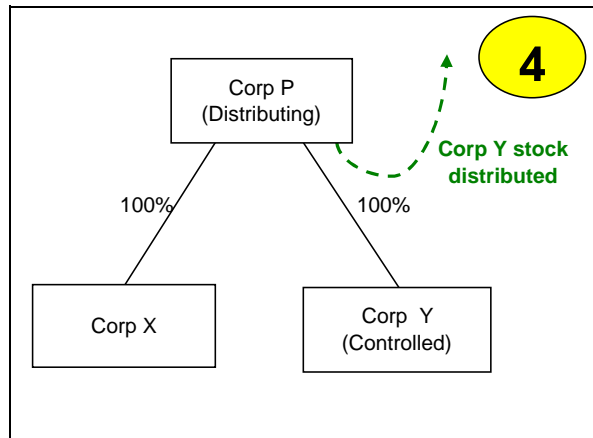 4
Corp P
(Distributing)
Corp Y stock
distributed
100%
100%
Corp X
Corp Y
(Controlled)